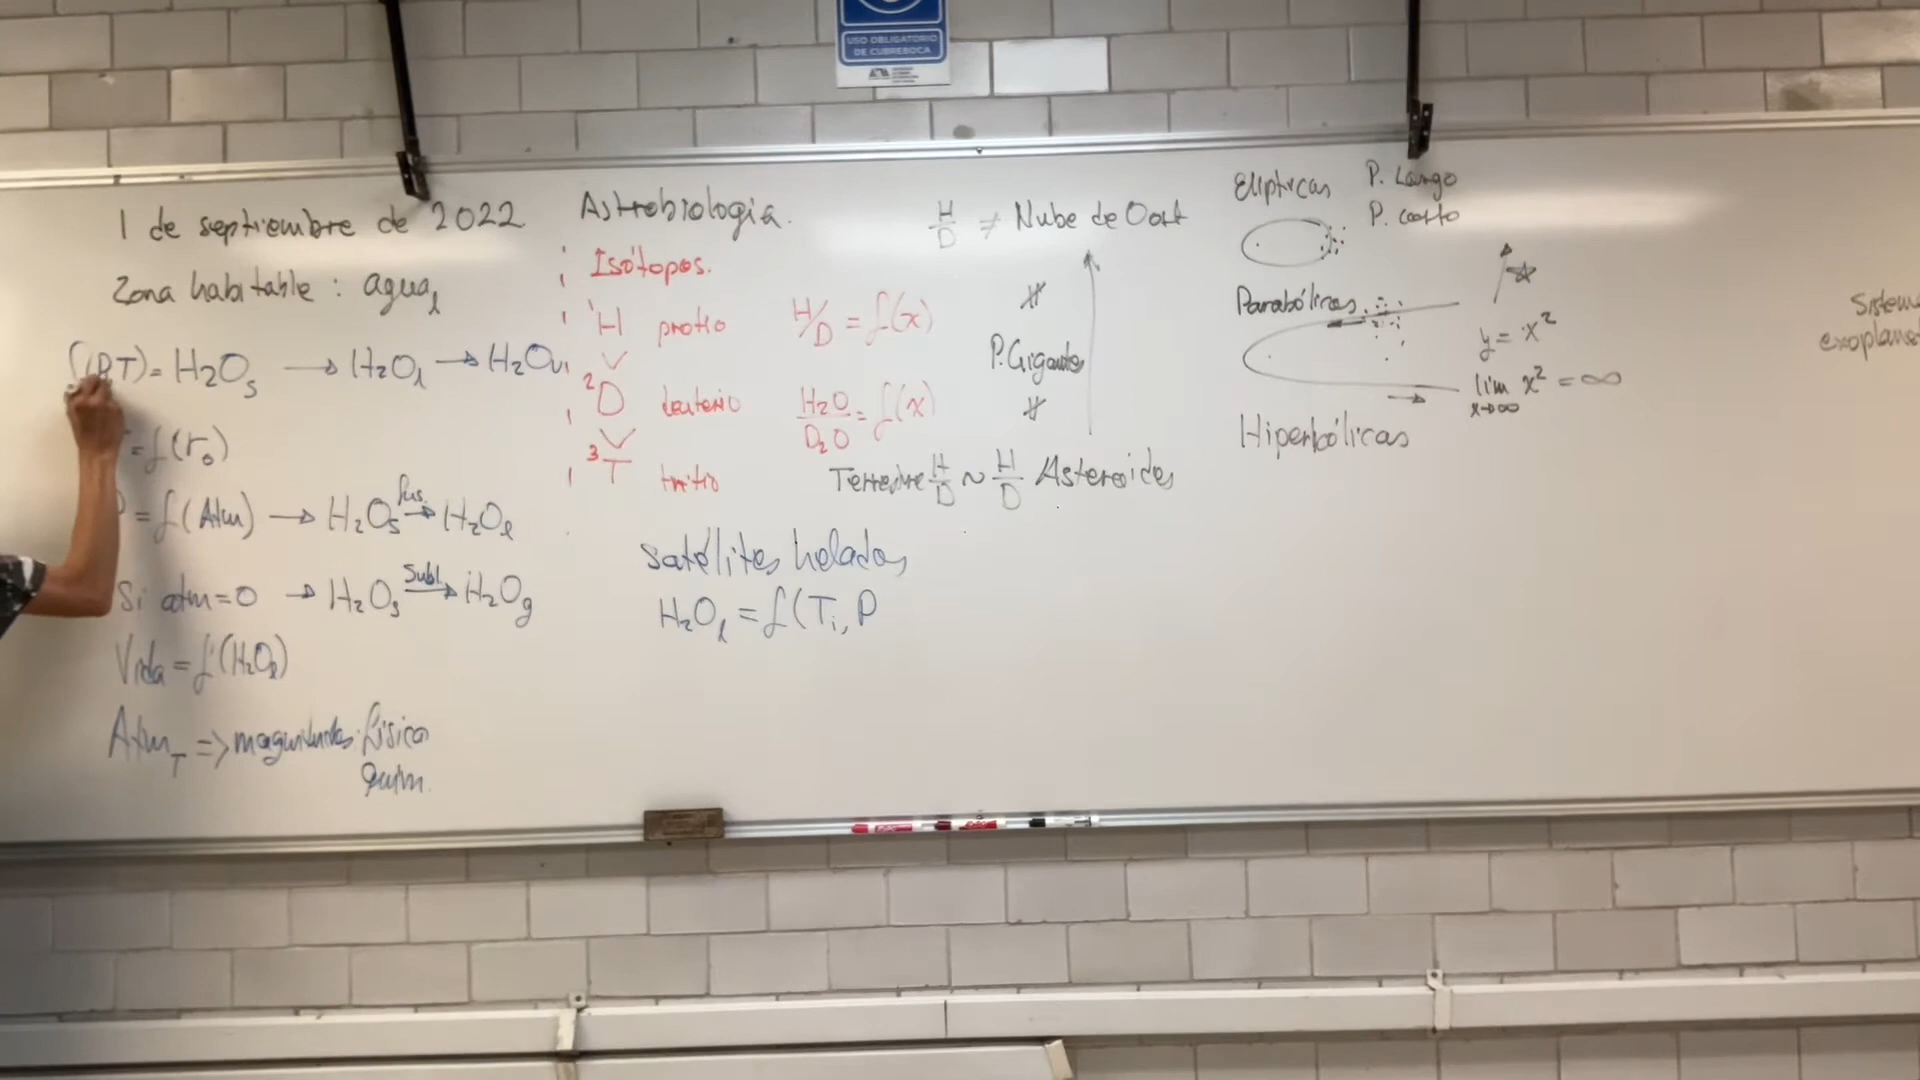 USO OBLIGATORIO
DE CUBREBOCA
1 de septiembre de 2022
Zona habitable : agua l
(P,T) = H2Os → H2Ol → H2Ov
= f(r0)
= f(Atm) → H2Os fus. → H2Ol
Si atm = 0 → H2Os Subl. → H2Og
Vida = f(H2Ol)
Atm T => magnitudes física
quím.
Astrobiología.
Isótopos.
1H protio H/D = f(x)
2D deuterio H2O/D2O = f(x)
3T tritio
H/D ≠ Nube de Oort
P. Gigantes
Terrestre H/D ~ H/D Asteroides
Satélites helados
H2Ol = f(Ti, P
Elípticas P. Largo
P. corto
Parabólicas
y = x²
lim x→∞ x² = ∞
Hiperbólicas
Sistem
exoplane